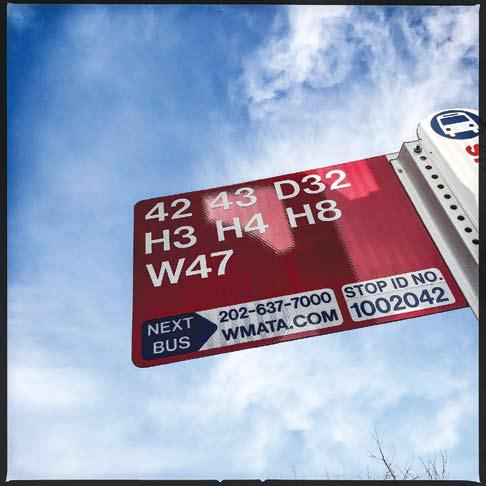 42 43 D32
H3 H4 H8
W47
NEXT
BUS
202-637-7000
WMATA.COM
STOP ID NO.
1002042